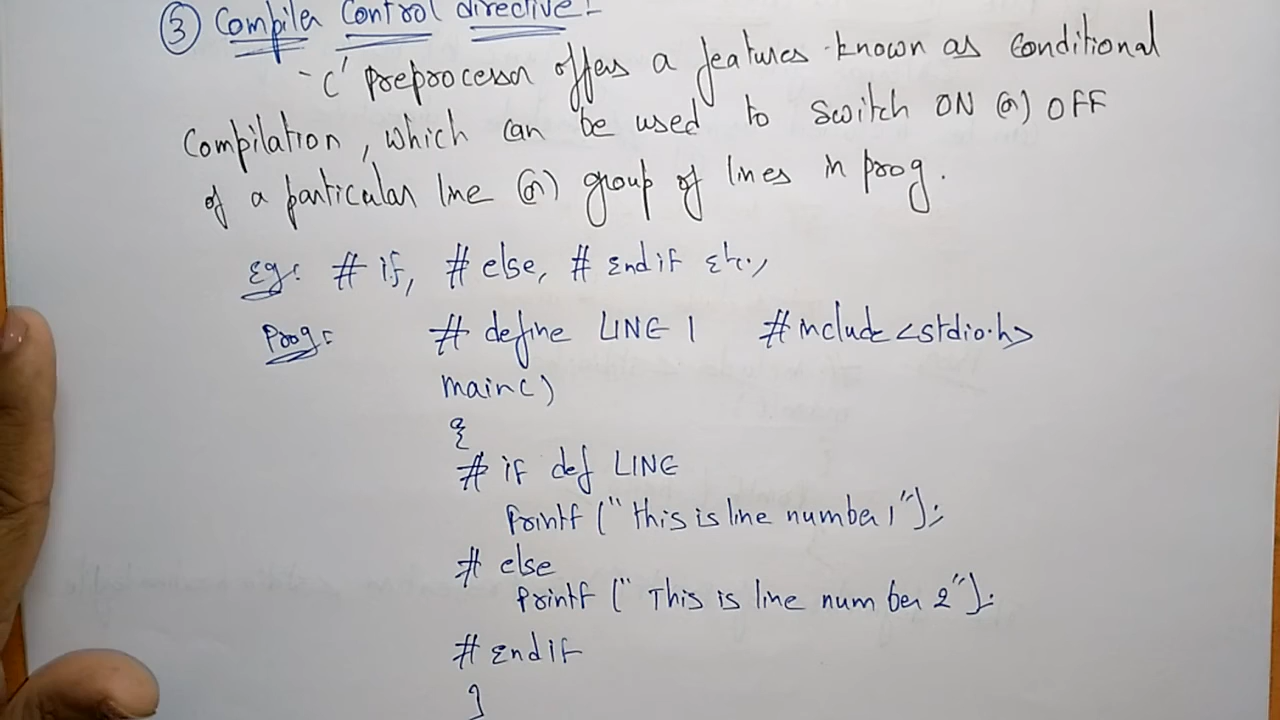 ③ Compiler Control directive:-
- 'C' Preprocessor offers a features known as Conditional
Compilation, which can be used to switch ON (or) OFF
of a particular line (or) group of lines in prog.
Eg: # if, # else, # Endif Etc.,
Prog: # define LINE 1 # include <stdio.h>
main()
{
# if def LINE
Printf (" this is line number 1");
# else
Printf (" This is line number 2");
# Endif
}